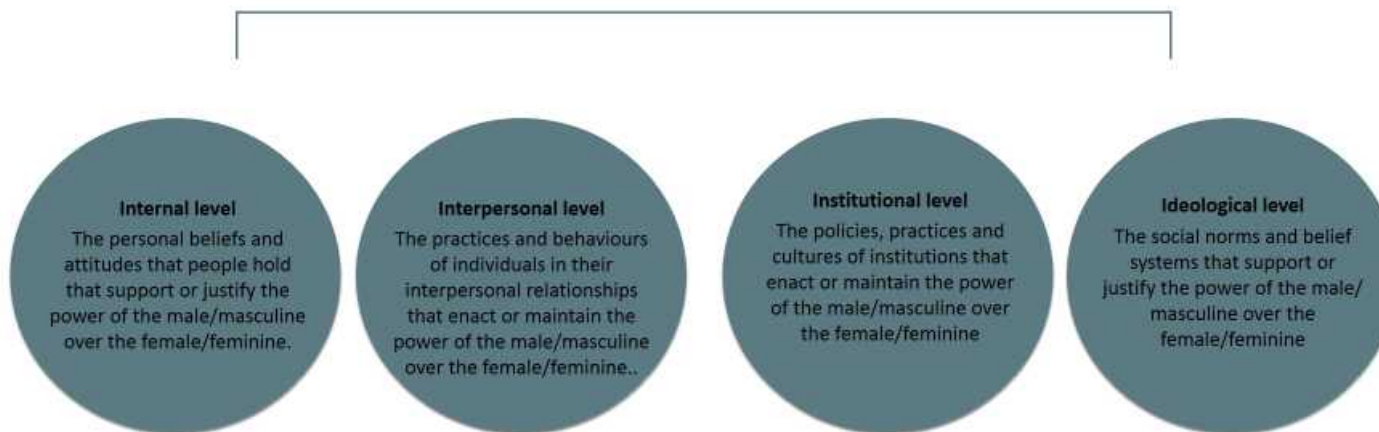 Internal level
The personal beliefs and
attitudes that people hold
that support or justify the
power of the male/masculine
over the female/feminine.
Interpersonal level
The practices and behaviours
of individuals in their
interpersonal relationships
that enact or maintain the
power of the male/masculine
over the female/feminine..
Institutional level
The policies, practices and
cultures of institutions that
enact or maintain the power
of the male/masculine over
the female/feminine
Ideological level
The social norms and belief
systems that support or
justify the power of the male/
masculine over the
female/feminine